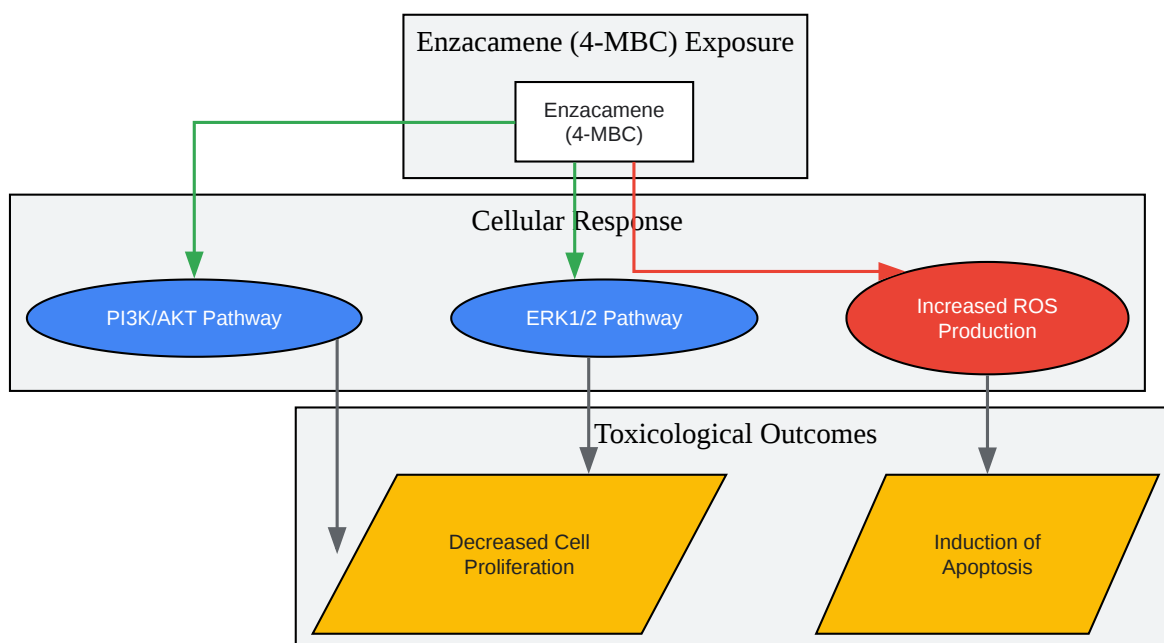 Enzacamene (4-MBC) Exposure
Enzacamene
(4-MBC)
Cellular Response
PI3K/AKT Pathway
ERK1/2 Pathway
Increased ROS
Production
Toxicological Outcomes
Decreased Cell
Proliferation
Induction of
Apoptosis